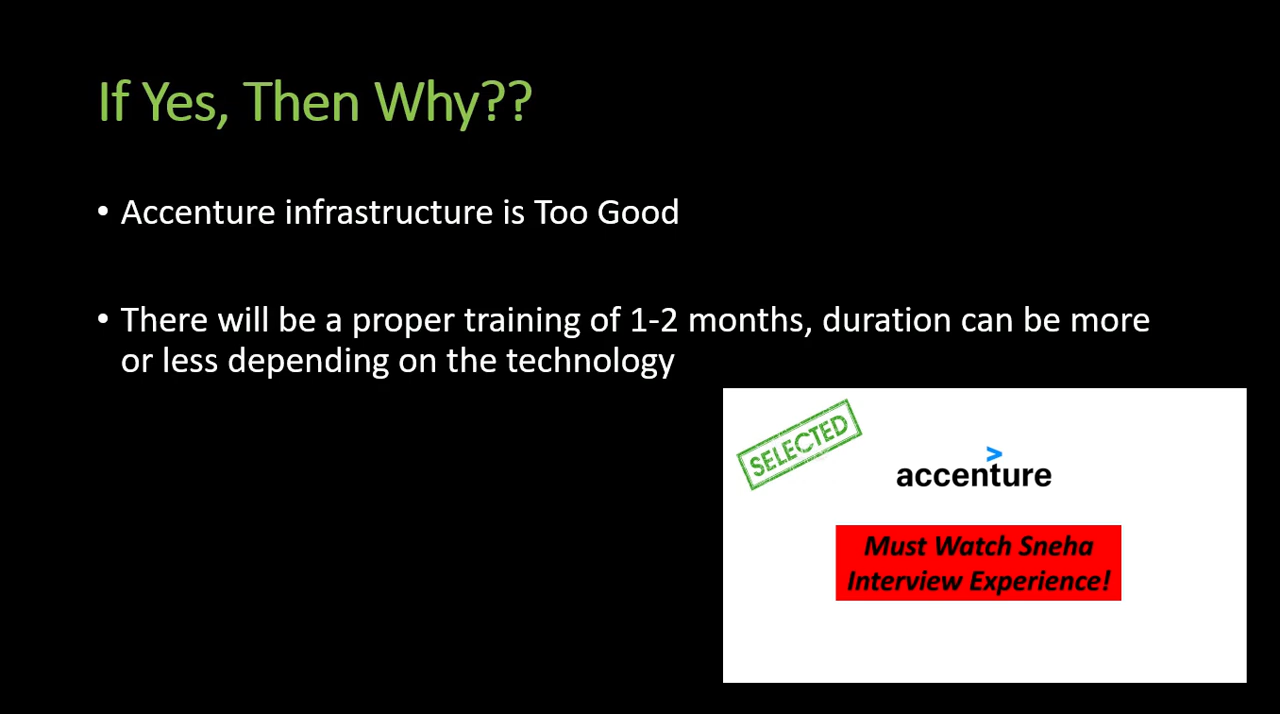 If Yes, Then Why??
• Accenture infrastructure is Too Good
• There will be a proper training of 1-2 months, duration can be more
or less depending on the technology
SELECTED
>
accenture
Must Watch Sneha
Interview Experience!